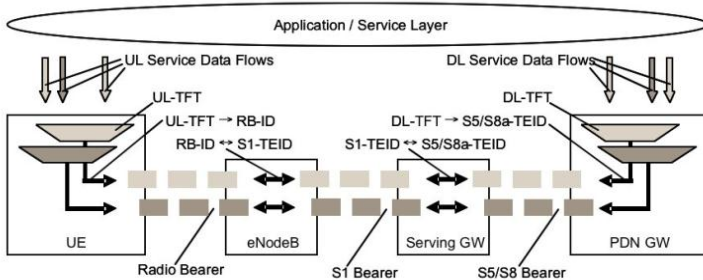 Application / Service Layer
UL Service Data Flows
DL Service Data Flows
UL-TFT
DL-TFT
UL-TFT → RB-ID
DL-TFT → S5/S8a-TEID
RB-ID ↔ S1-TEID
S1-TEID ↔ S5/S8a-TEID
UE
eNodeB
Serving GW
PDN GW
Radio Bearer
S1 Bearer
S5/S8 Bearer